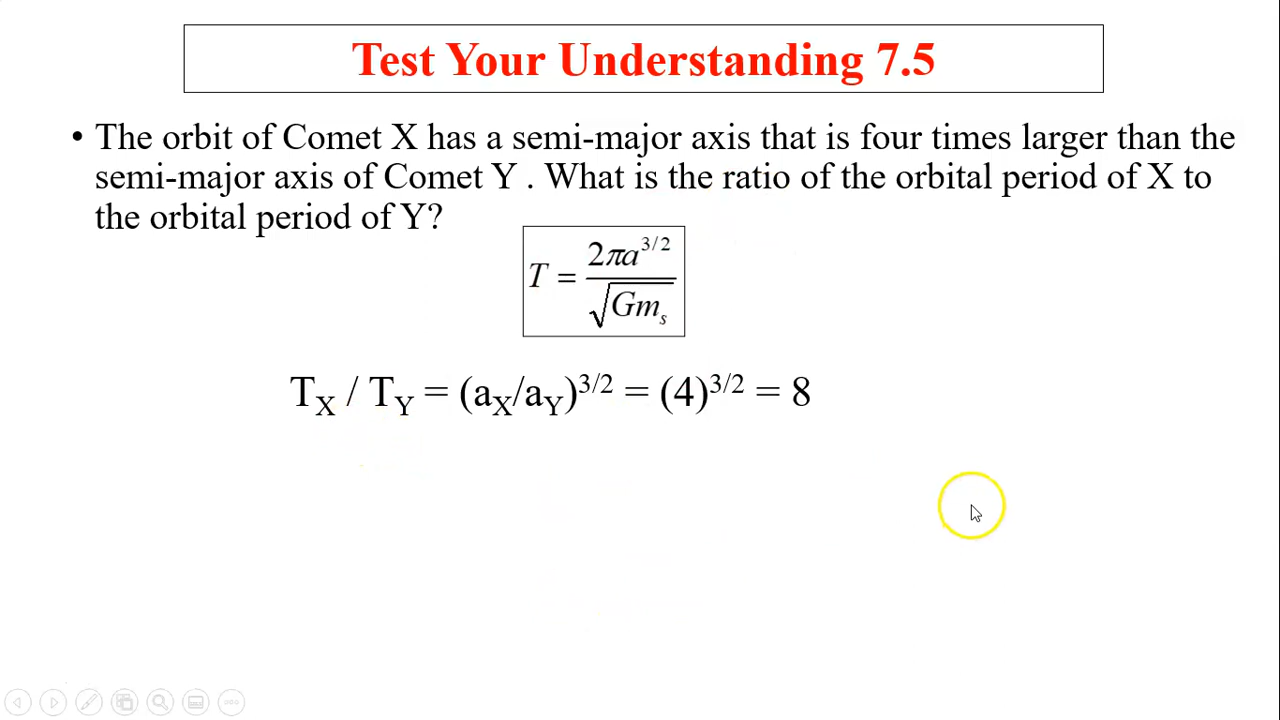 Test Your Understanding 7.5
• The orbit of Comet X has a semi-major axis that is four times larger than the
semi-major axis of Comet Y . What is the ratio of the orbital period of X to
the orbital period of Y?
T = 2πa^{3/2} / √(Gm_s)
T_X / T_Y = (a_X/a_Y)^{3/2} = (4)^{3/2} = 8